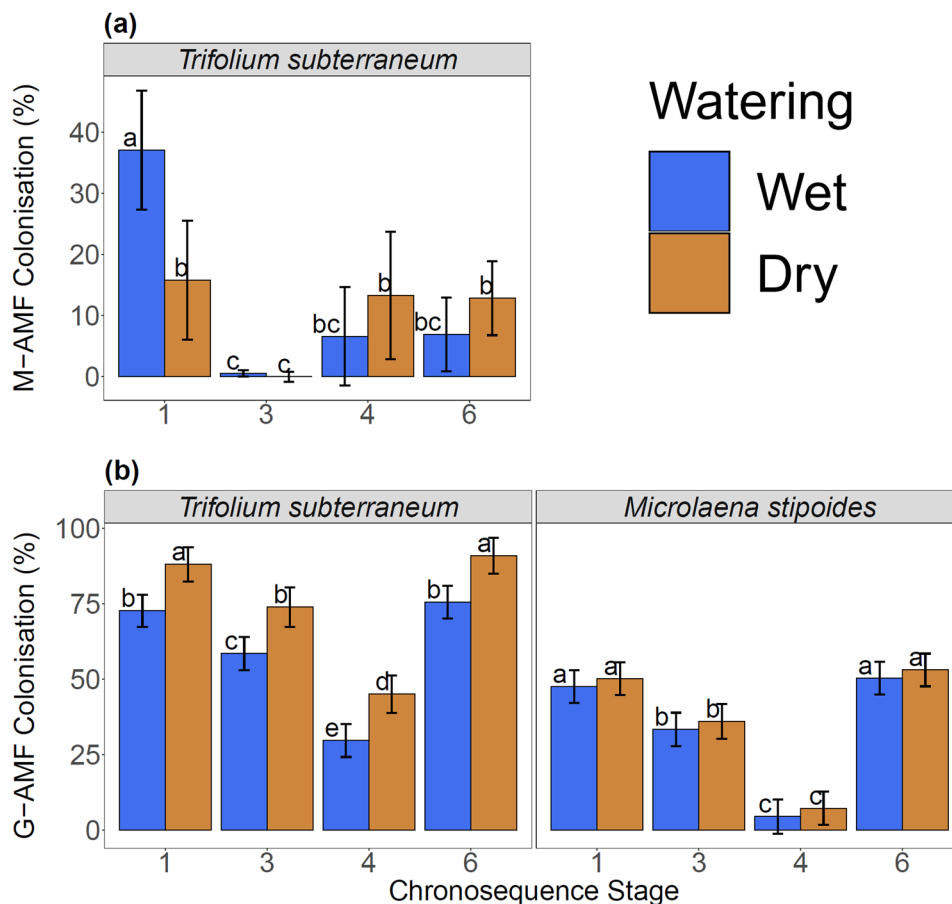 (a)
Trifolium subterraneum
M−AMF Colonisation (%)
40
30
20
10
0
a
b
c
c
bc
b
bc
b
1 3 4 6
Watering
Wet
Dry
(b)
Trifolium subterraneum
Microlaena stipoides
G−AMF Colonisation (%)
100
75
50
25
0
b
a
c
b
e
d
b
a
a
a
b
b
c
c
a
a
1 3 4 6
1 3 4 6
Chronosequence Stage